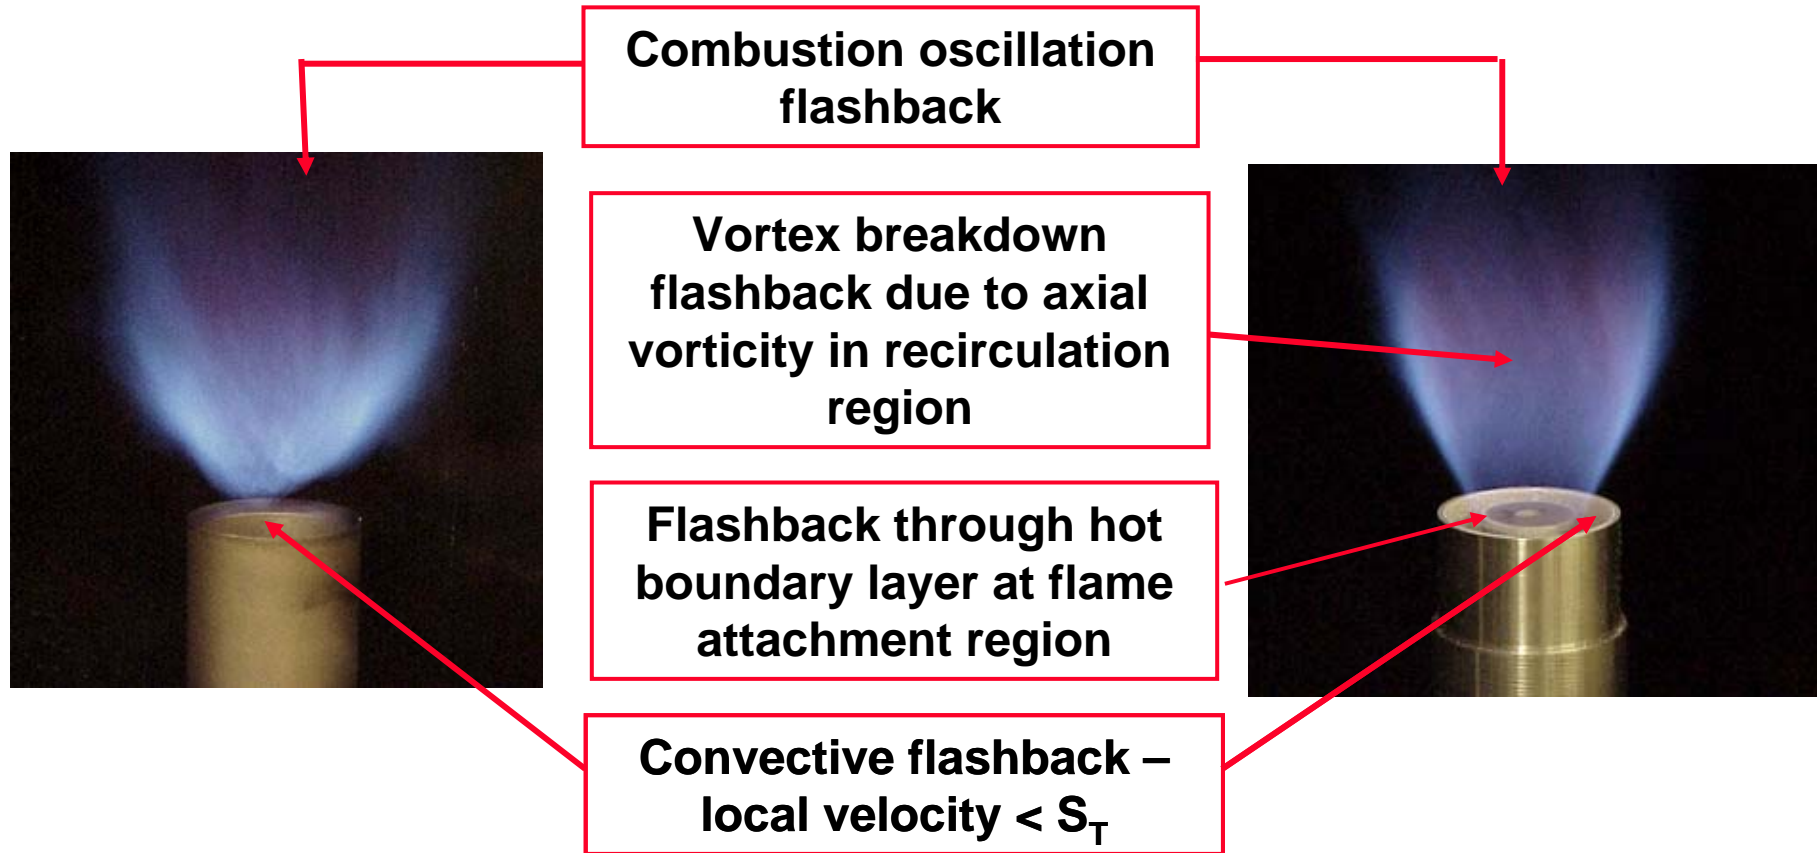 Combustion oscillation
flashback
Vortex breakdown
flashback due to axial
vorticity in recirculation
region
Flashback through hot
boundary layer at flame
attachment region
Convective flashback –
local velocity < S_T